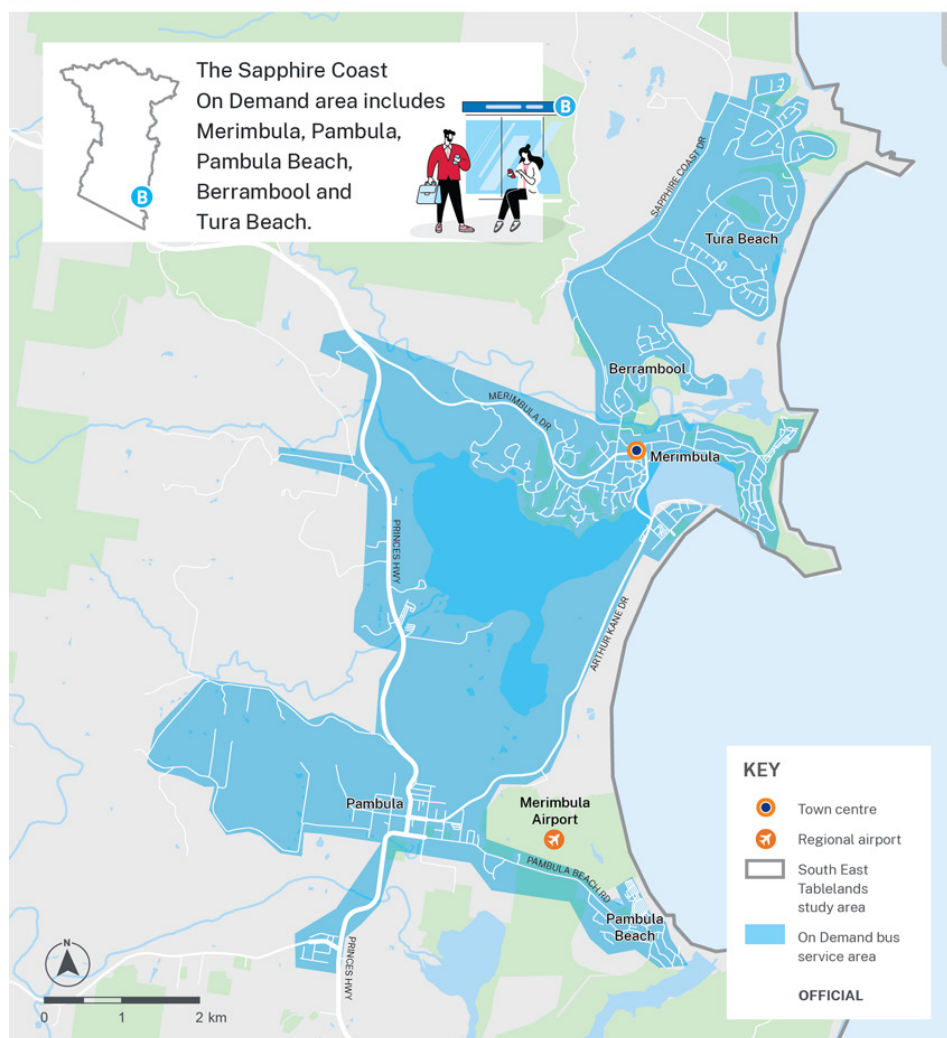 The Sapphire Coast
On Demand area includes
Merimbula, Pambula,
Pambula Beach,
Berrambool and
Tura Beach.
B
B
SAPPHIRE COAST DR
Tura Beach
Berrambool
MERIMBULA DR
Merimbula
PRINCES HWY
ARTHUR KANE DR
Pambula
Merimbula
Airport
PAMBULA BEACH RD
Pambula
Beach
PRINCES HWY
N
0 1 2 km
KEY
Town centre
Regional airport
South East
Tablelands
study area
On Demand bus
service area
OFFICIAL